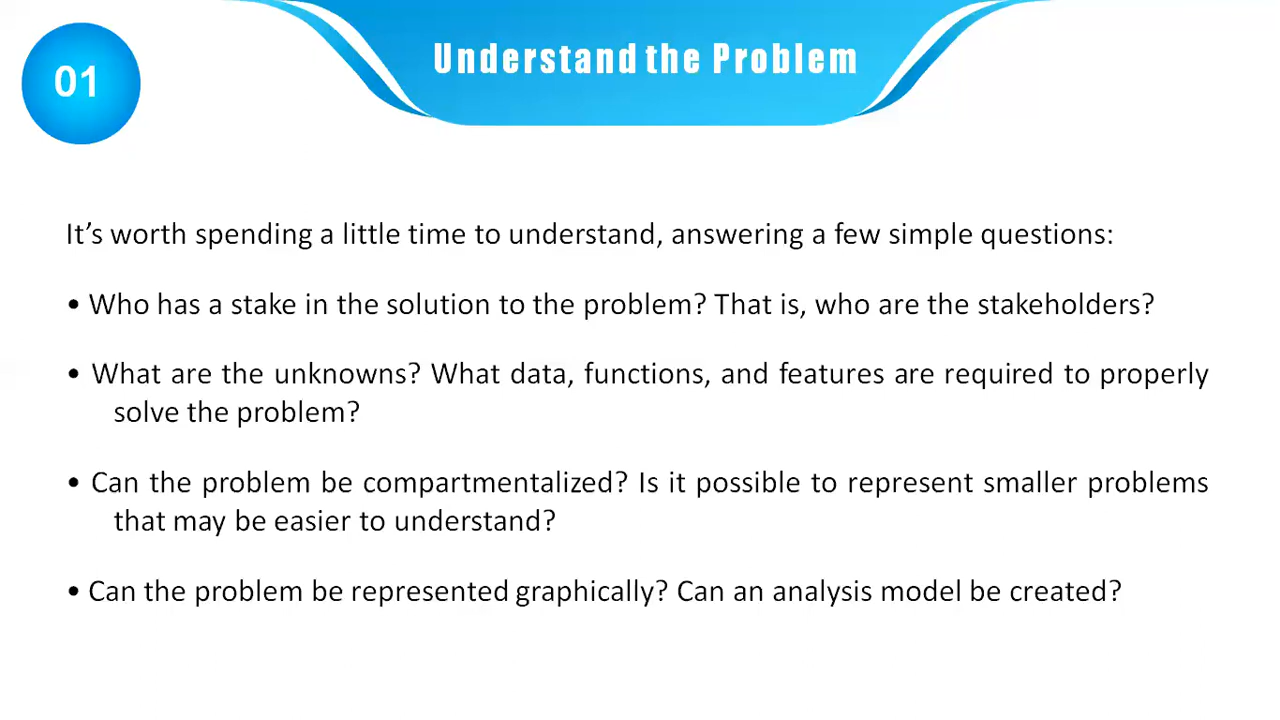 01
Understand the Problem
It’s worth spending a little time to understand, answering a few simple questions:
• Who has a stake in the solution to the problem? That is, who are the stakeholders?
• What are the unknowns? What data, functions, and features are required to properly
solve the problem?
• Can the problem be compartmentalized? Is it possible to represent smaller problems
that may be easier to understand?
• Can the problem be represented graphically? Can an analysis model be created?